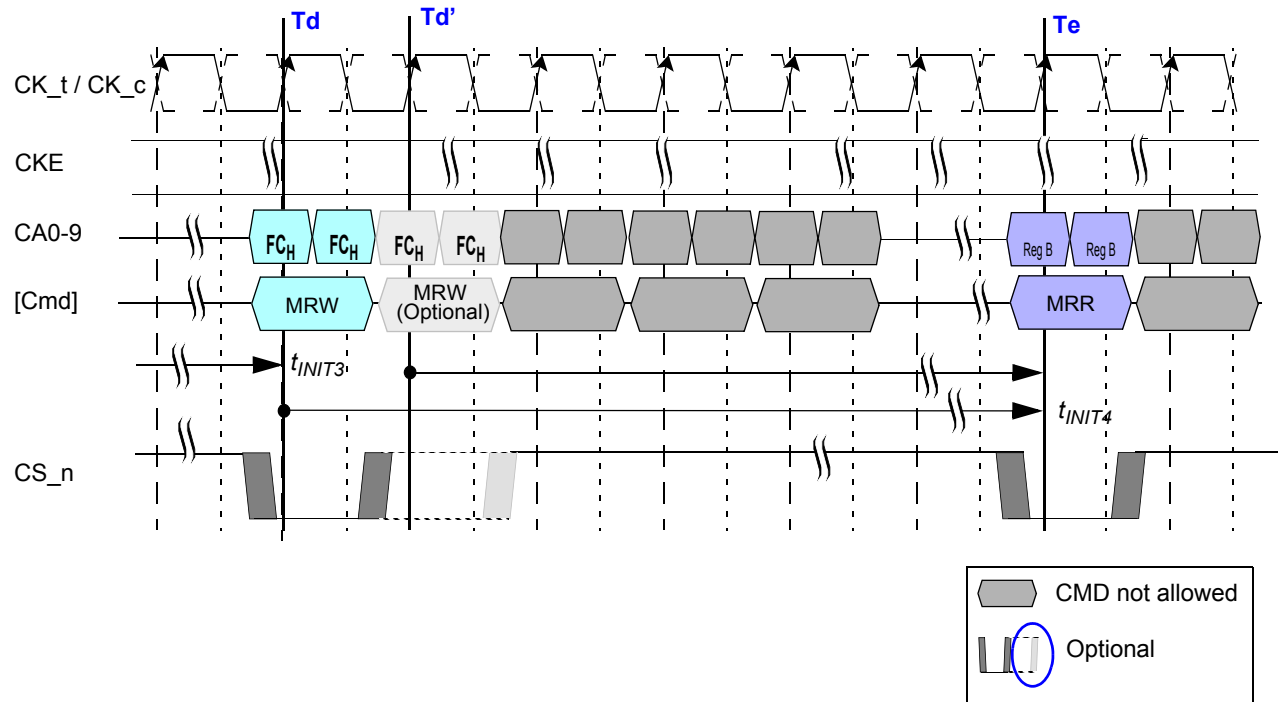 Td Td’ Te
CK_t / CK_c
CKE
CA0-9 FCH FCH FCH FCH Reg B Reg B
[Cmd] MRW MRW (Optional) MRR
tINIT3
tINIT4
CS_n
CMD not allowed
Optional